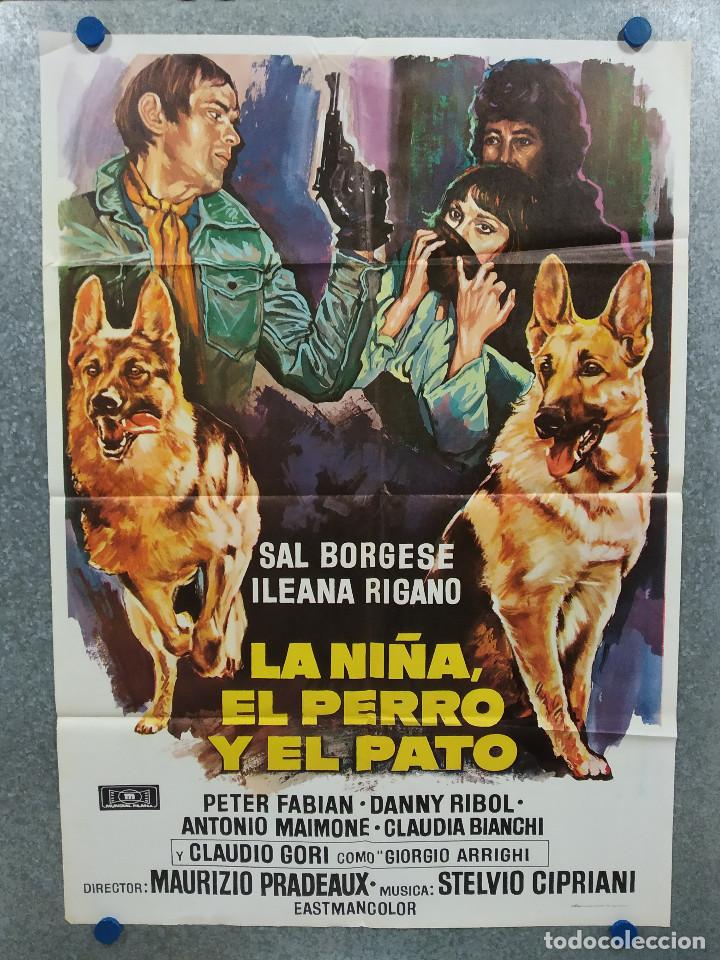 SAL BORGESE
ILEANA RIGANO
LA NIÑA,
EL PERRO
Y EL PATO
PETER FABIAN · DANNY RIBOL ·
ANTONIO MAIMONE · CLAUDIA BIANCHI
Y CLAUDIO GORI COMO "GIORGIO ARRIGHI
DIRECTOR: MAURIZIO PRADEAUX · MUSICA: STELVIO CIPRIANI
EASTMANCOLOR
todocoleccion